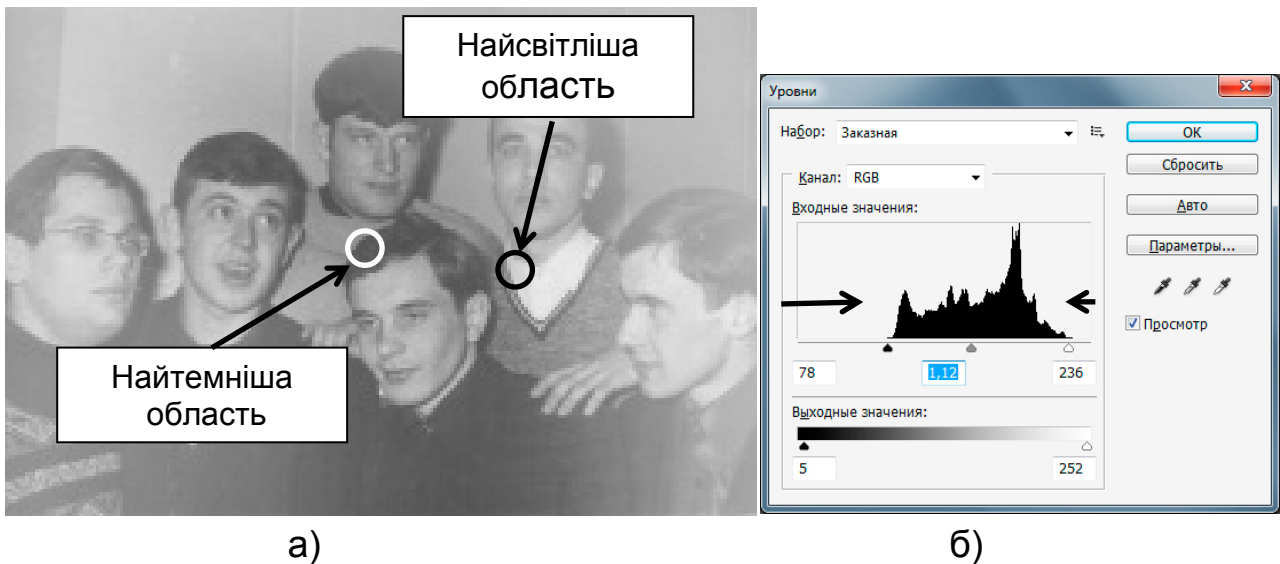 Найсвітліша
область
Найтемніша
область
Уровни
Набор: Заказная
OK
Сбросить
Канал: RGB
Авто
Входные значения:
Параметры...
Просмотр
78 1,12 236
Выходные значения:
5 252
а) б)